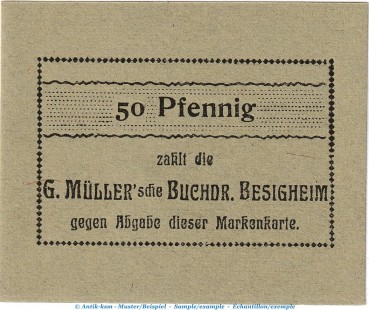 50 Pfennig
zahlt die
G. MÜLLER'sche BUCHDR. BESIGHEIM
gegen Abgabe dieser Markenkarte.
© Antik-kam - Muster/Beispiel - Sample/example - Echantillon/exemple